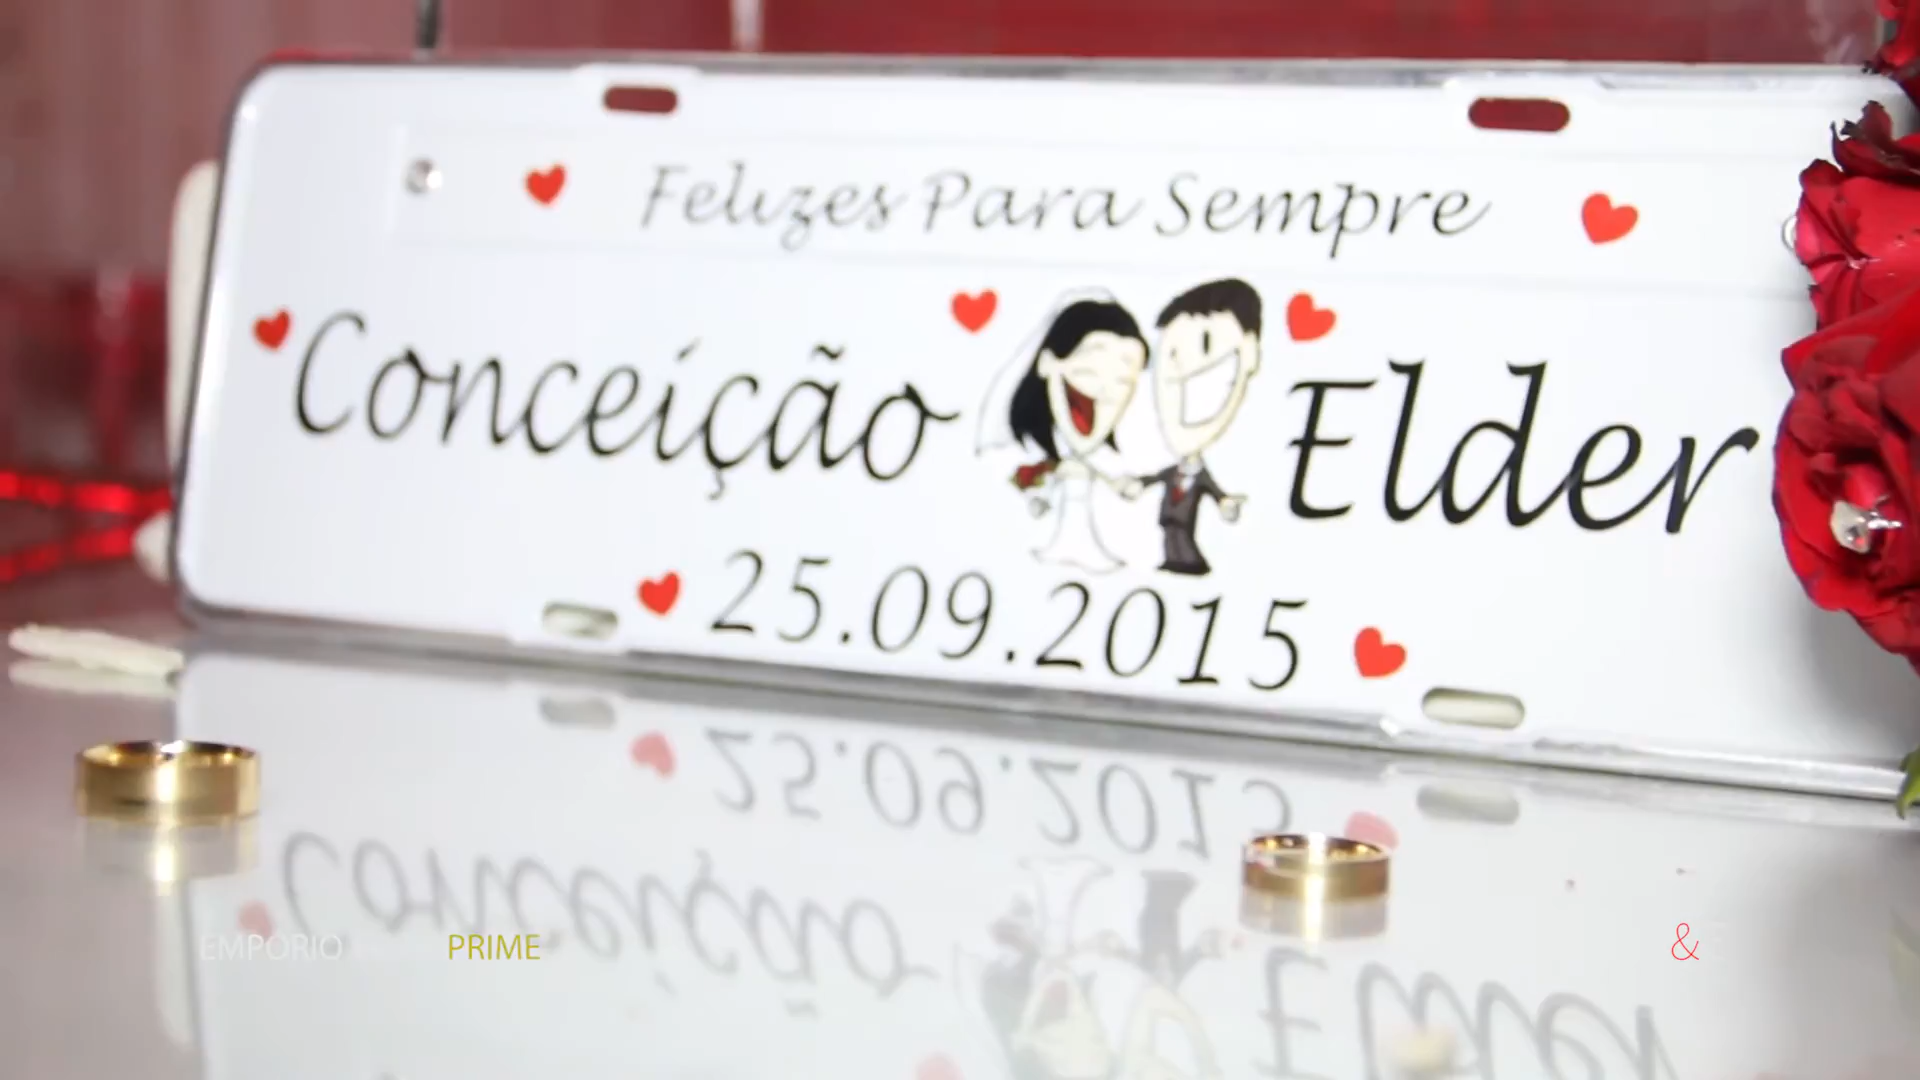 Felizes Para Sempre
Conceição Elder
25.09.2015
EMPORIO PRIME
&